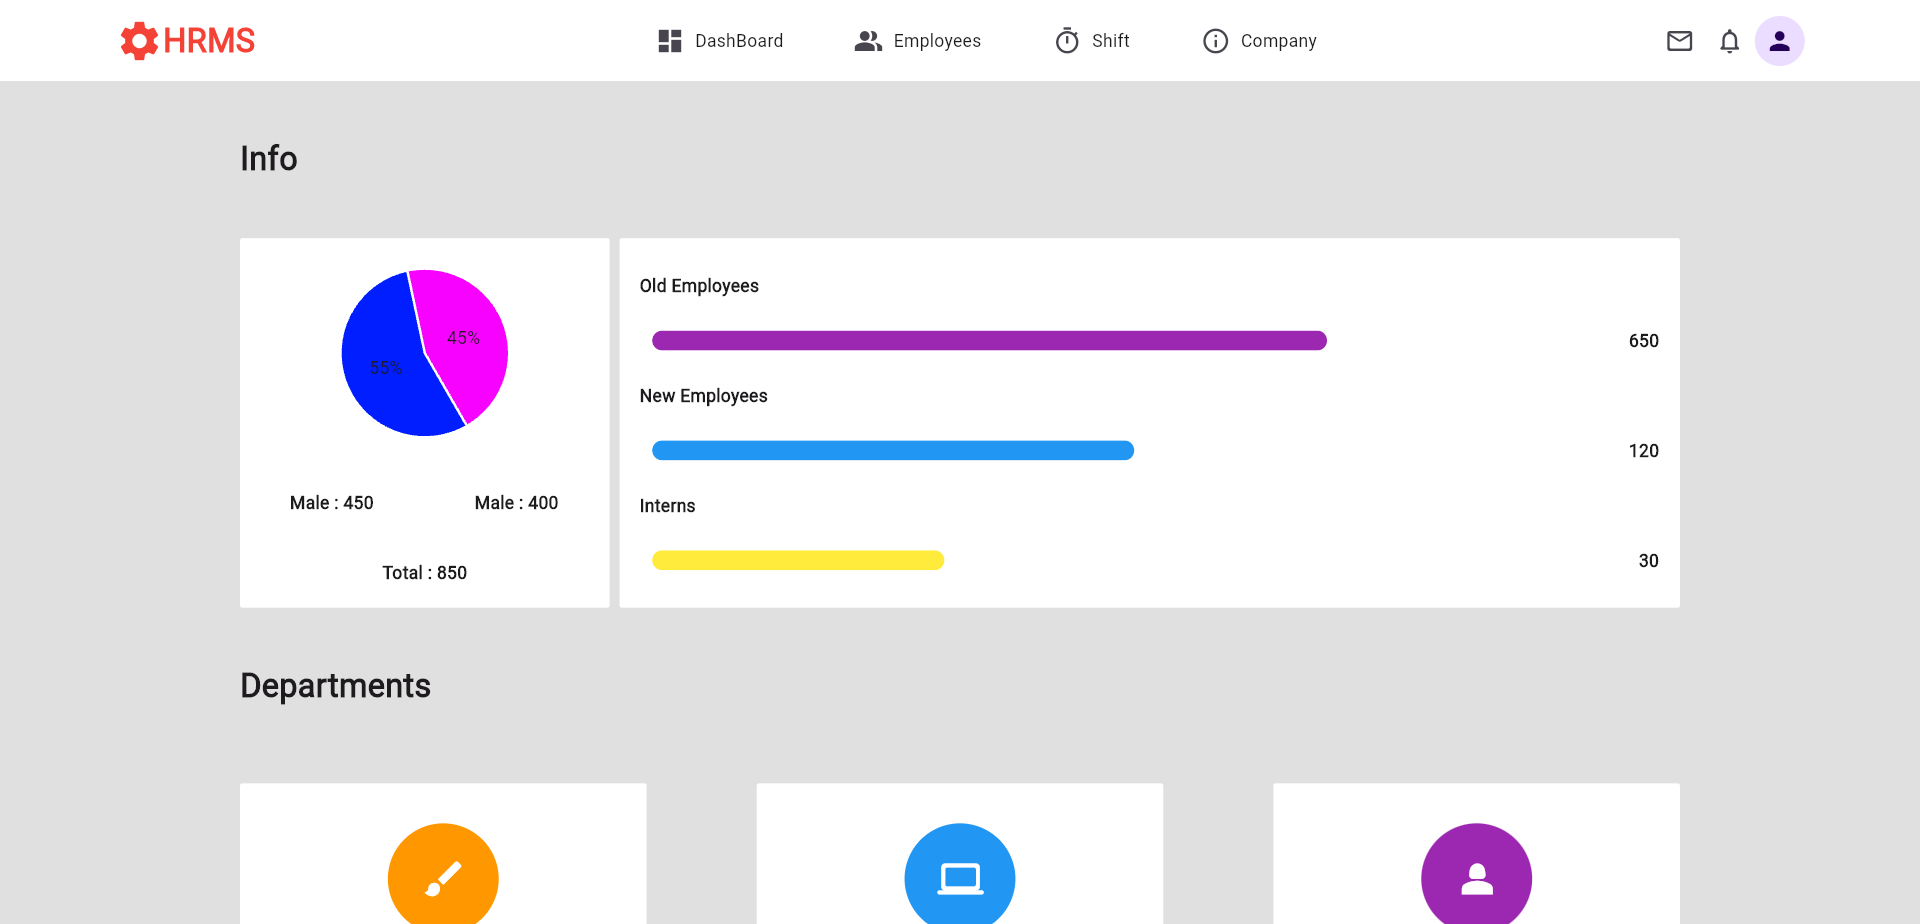 HRMS
DashBoard
Employees
Shift
Company
Info
45%
55%
Male : 450
Male : 400
Total : 850
Old Employees
650
New Employees
120
Interns
30
Departments